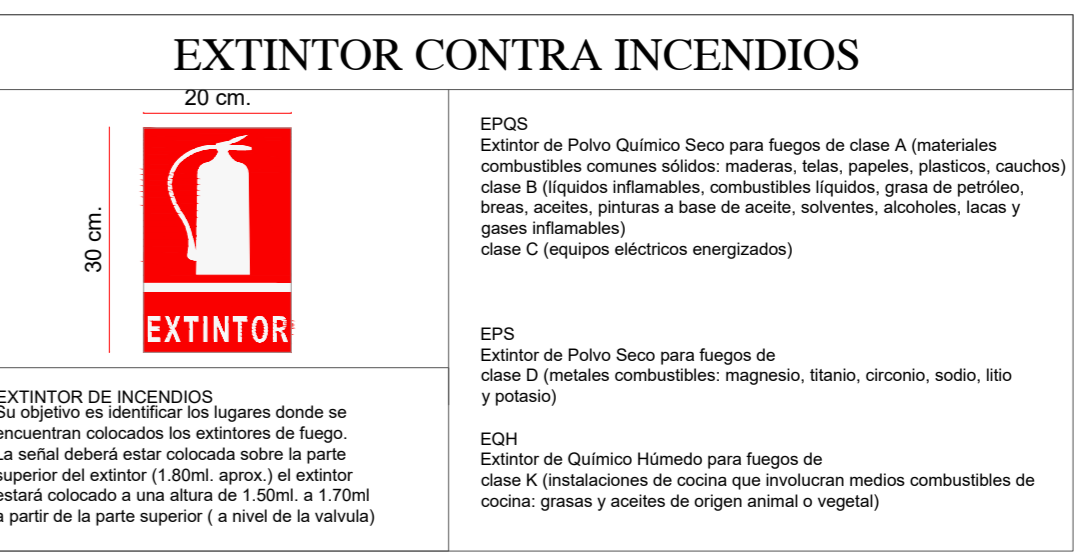 EXTINTOR CONTRA INCENDIOS
20 cm.
30 cm.
EXTINTOR
EXTINTOR DE INCENDIOS
Su objetivo es identificar los lugares donde se
encuentran colocados los extintores de fuego.
La señal deberá estar colocada sobre la parte
superior del extintor (1.80ml. aprox.) el extintor
estará colocado a una altura de 1.50ml. a 1.70ml
a partir de la parte superior ( a nivel de la valvula)
EPQS
Extintor de Polvo Químico Seco para fuegos de clase A (materiales
combustibles comunes sólidos: maderas, telas, papeles, plasticos, cauchos)
clase B (líquidos inflamables, combustibles líquidos, grasa de petróleo,
breas, aceites, pinturas a base de aceite, solventes, alcoholes, lacas y
gases inflamables)
clase C (equipos eléctricos energizados)
EPS
Extintor de Polvo Seco para fuegos de
clase D (metales combustibles: magnesio, titanio, circonio, sodio, litio
y potasio)
EQH
Extintor de Químico Húmedo para fuegos de
clase K (instalaciones de cocina que involucran medios combustibles de
cocina: grasas y aceites de origen animal o vegetal)